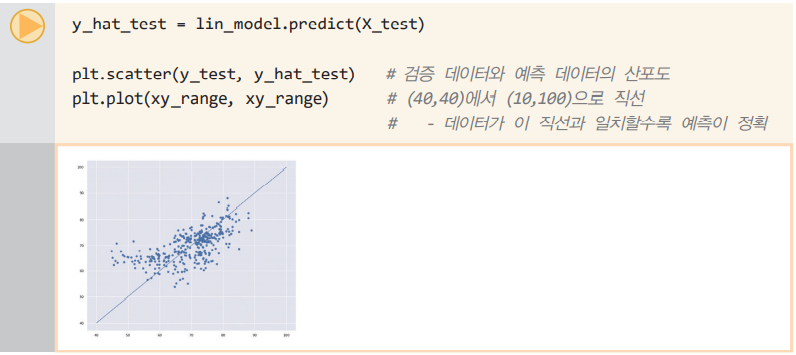 y_hat_test = lin_model.predict(X_test)
plt.scatter(y_test, y_hat_test) # 검증 데이터와 예측 데이터의 산포도
plt.plot(xy_range, xy_range) # (40,40)에서 (10,100)으로 직선
# - 데이터가 이 직선과 일치할수록 예측이 정확
100
90
80
70
60
50
40
40 50 60 70 80 90 100